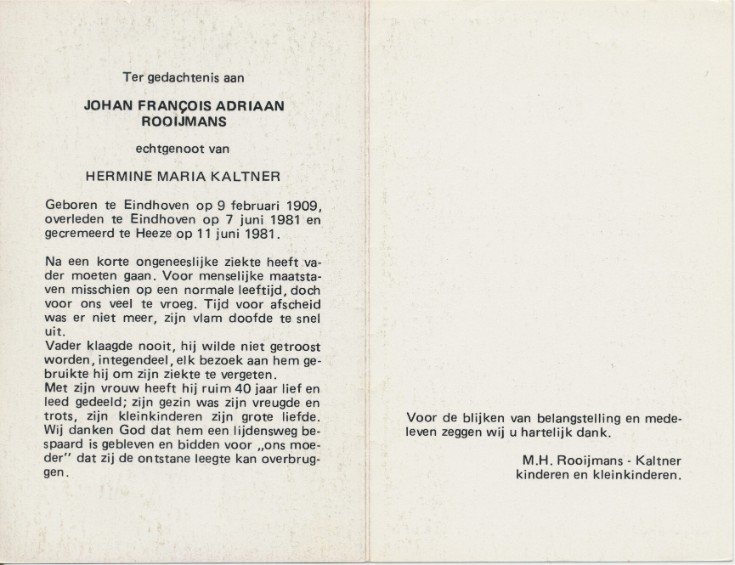 Ter gedachtenis aan
JOHAN FRANÇOIS ADRIAAN
ROOIJMANS
echtgenoot van
HERMINE MARIA KALTNER
Geboren te Eindhoven op 9 februari 1909,
overleden te Eindhoven op 7 juni 1981 en
gecremeerd te Heeze op 11 juni 1981.
Na een korte ongeneeslijke ziekte heeft va-
der moeten gaan. Voor menselijke maatsta-
ven misschien op een normale leeftijd, doch
voor ons veel te vroeg. Tijd voor afscheid
was er niet meer, zijn vlam doofde te snel
uit.
Vader klaagde nooit, hij wilde niet getroost
worden, integendeel, elk bezoek aan hem ge-
bruikte hij om zijn ziekte te vergeten.
Met zijn vrouw heeft hij ruim 40 jaar lief en
leed gedeeld; zijn gezin was zijn vreugde en
trots, zijn kleinkinderen zijn grote liefde.
Wij danken God dat hem een lijdensweg be-
spaard is gebleven en bidden voor „ons moe-
der" dat zij de ontstane leegte kan overbrug-
gen.
Voor de blijken van belangstelling en mede-
leven zeggen wij u hartelijk dank.
M.H. Rooijmans - Kaltner
kinderen en kleinkinderen.